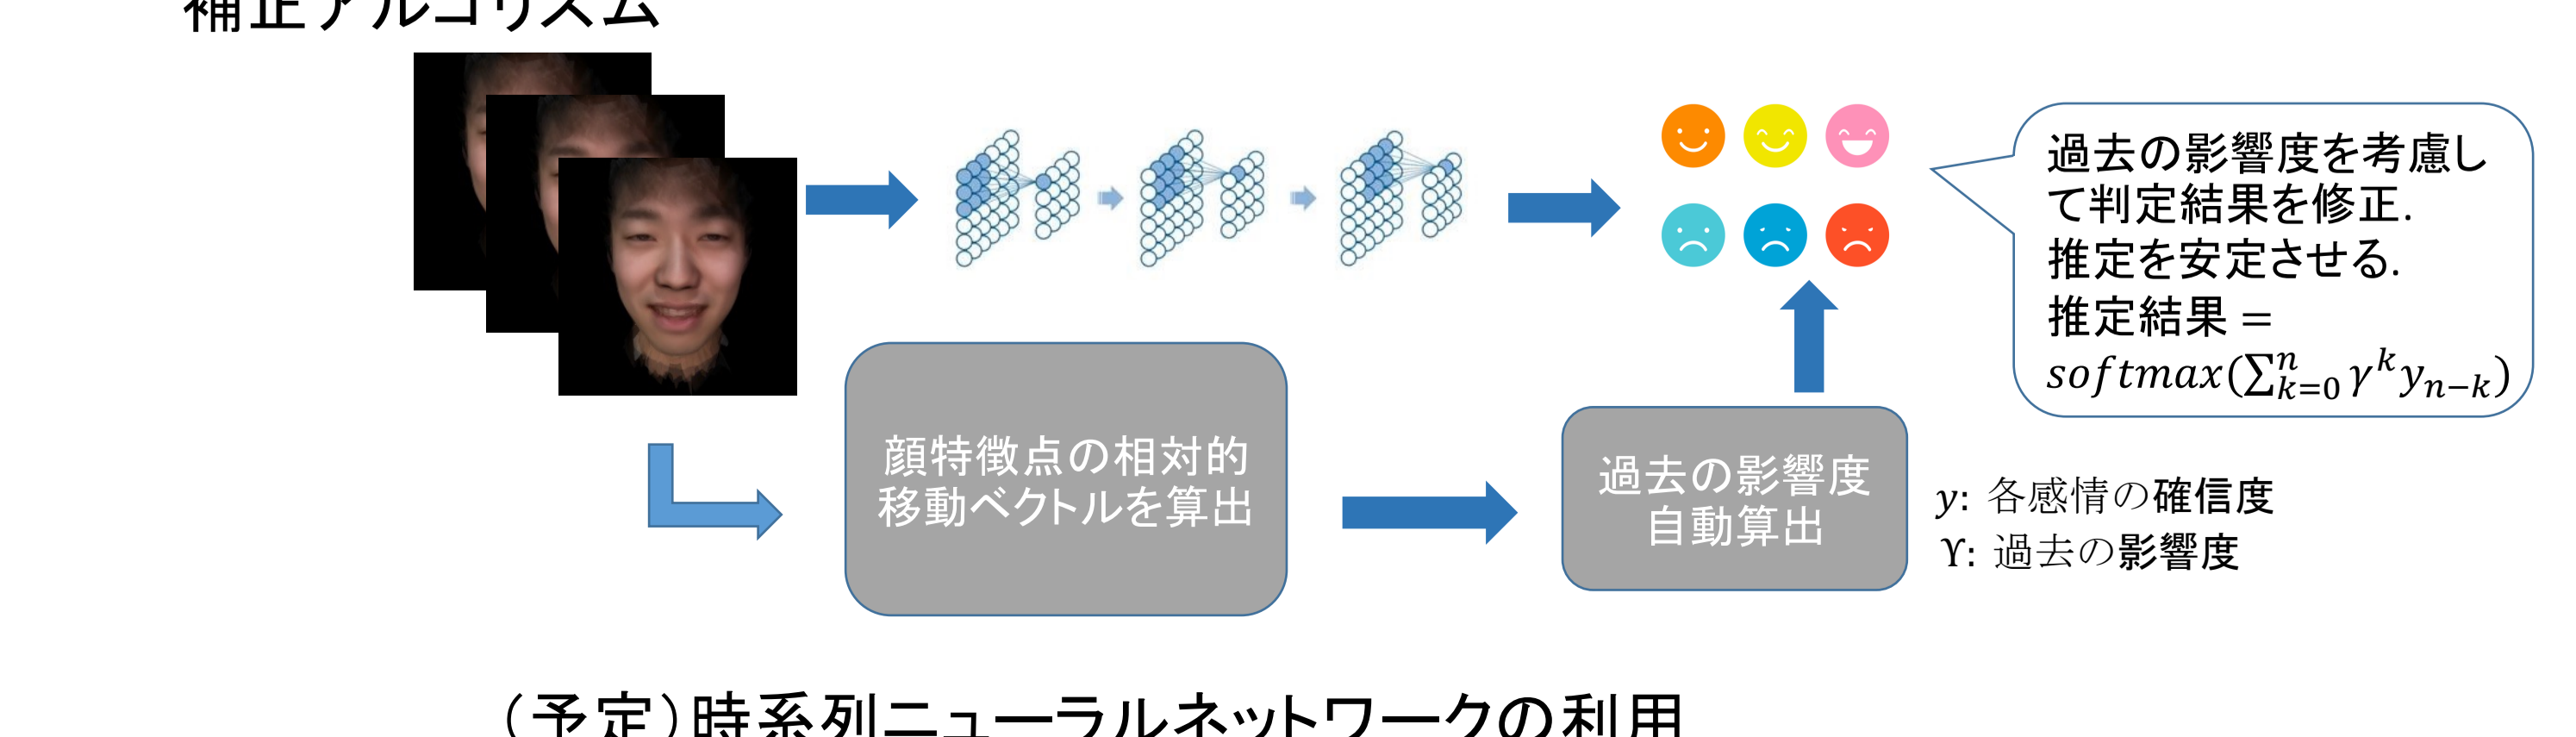 補正アルゴリズム
過去の影響度を考慮し
て判定結果を修正.
推定を安定させる.
推定結果 =
softmax(∑ⁿₖ₌₀ γᵏyₙ₋ₖ)
顔特徴点の相対的
移動ベクトルを算出
過去の影響度
自動算出
y: 各感情の確信度
ϒ: 過去の影響度
（予定）時系列ニューラルネットワークの利用